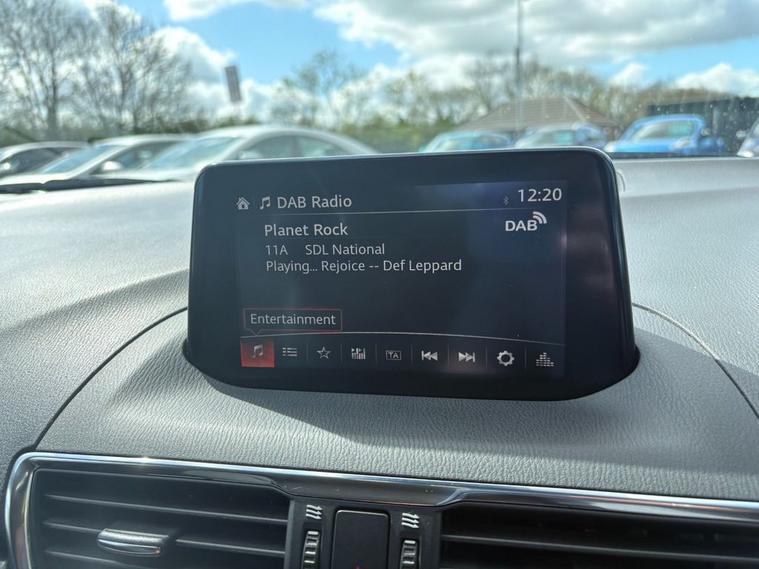 DAB Radio 12:20
Planet Rock DAB
11A SDL National
Playing... Rejoice -- Def Leppard
Entertainment
TA